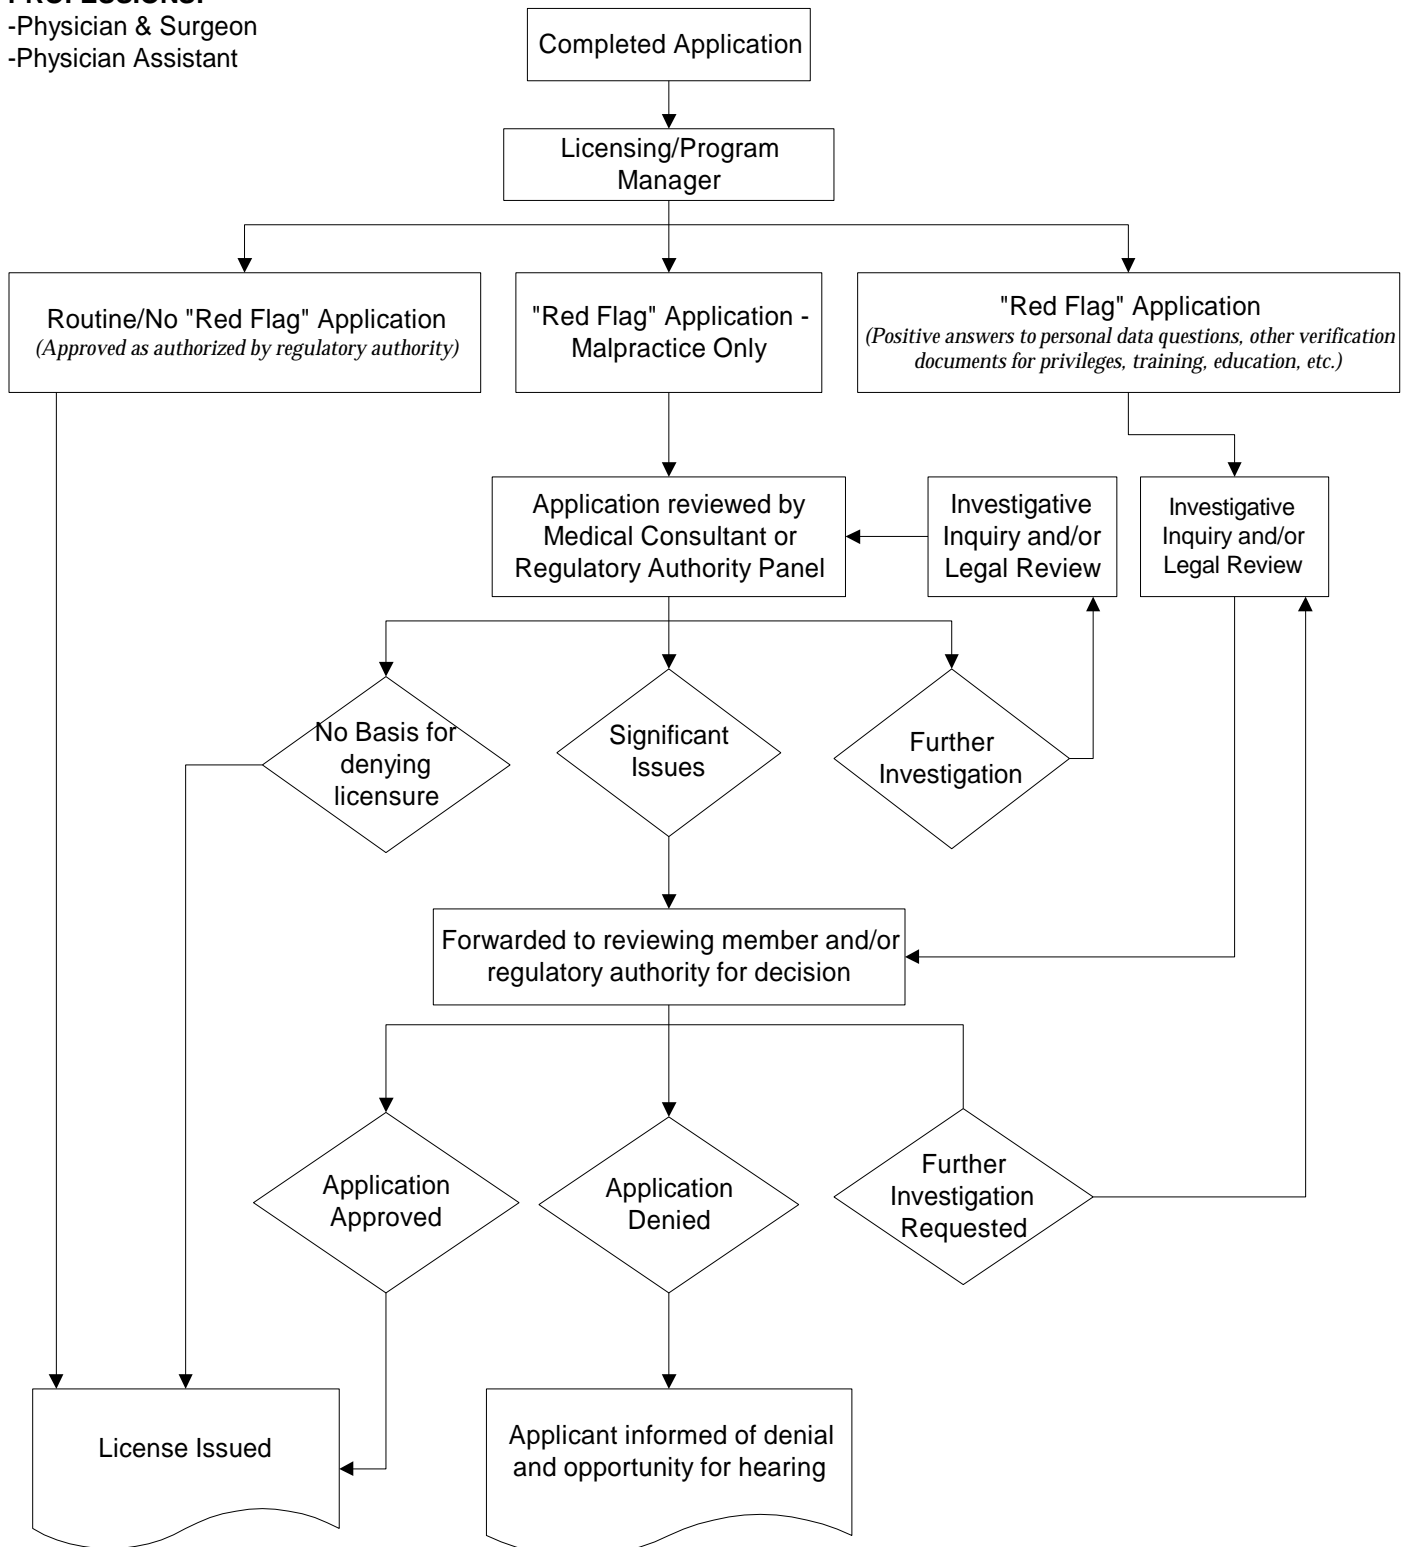 -Physician & Surgeon
-Physician Assistant
Completed Application
Licensing/Program
Manager
Routine/No "Red Flag" Application
(Approved as authorized by regulatory authority)
"Red Flag" Application -
Malpractice Only
"Red Flag" Application
(Positive answers to personal data questions, other verification
documents for privileges, training, education, etc.)
Application reviewed by
Medical Consultant or
Regulatory Authority Panel
Investigative
Inquiry and/or
Legal Review
Investigative
Inquiry and/or
Legal Review
No Basis for
denying
licensure
Significant
Issues
Further
Investigation
Forwarded to reviewing member and/or
regulatory authority for decision
Application
Approved
Application
Denied
Further
Investigation
Requested
License Issued
Applicant informed of denial
and opportunity for hearing